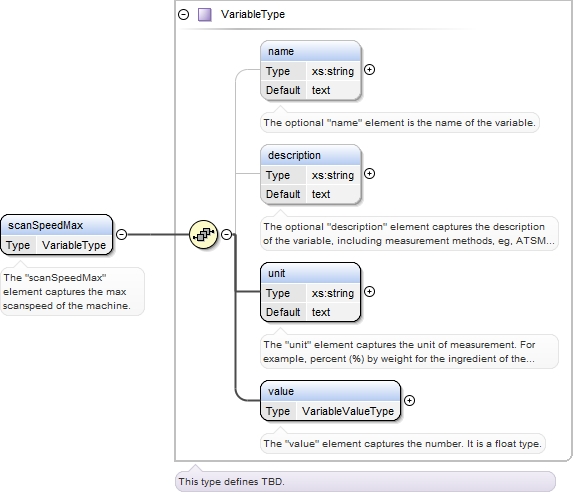 VariableType
name
Type xs:string
Default text
The optional "name" element is the name of the variable.
description
Type xs:string
Default text
The optional "description" element captures the description
of the variable, including measurement methods, eg, ATSM...
scanSpeedMax
Type VariableType
The "scanSpeedMax"
element captures the max
scanspeed of the machine.
unit
Type xs:string
Default text
The "unit" element captures the unit of measurement. For
example, percent (%) by weight for the ingredient of the...
value
Type VariableValueType
The "value" element captures the number. It is a float type.
This type defines TBD.